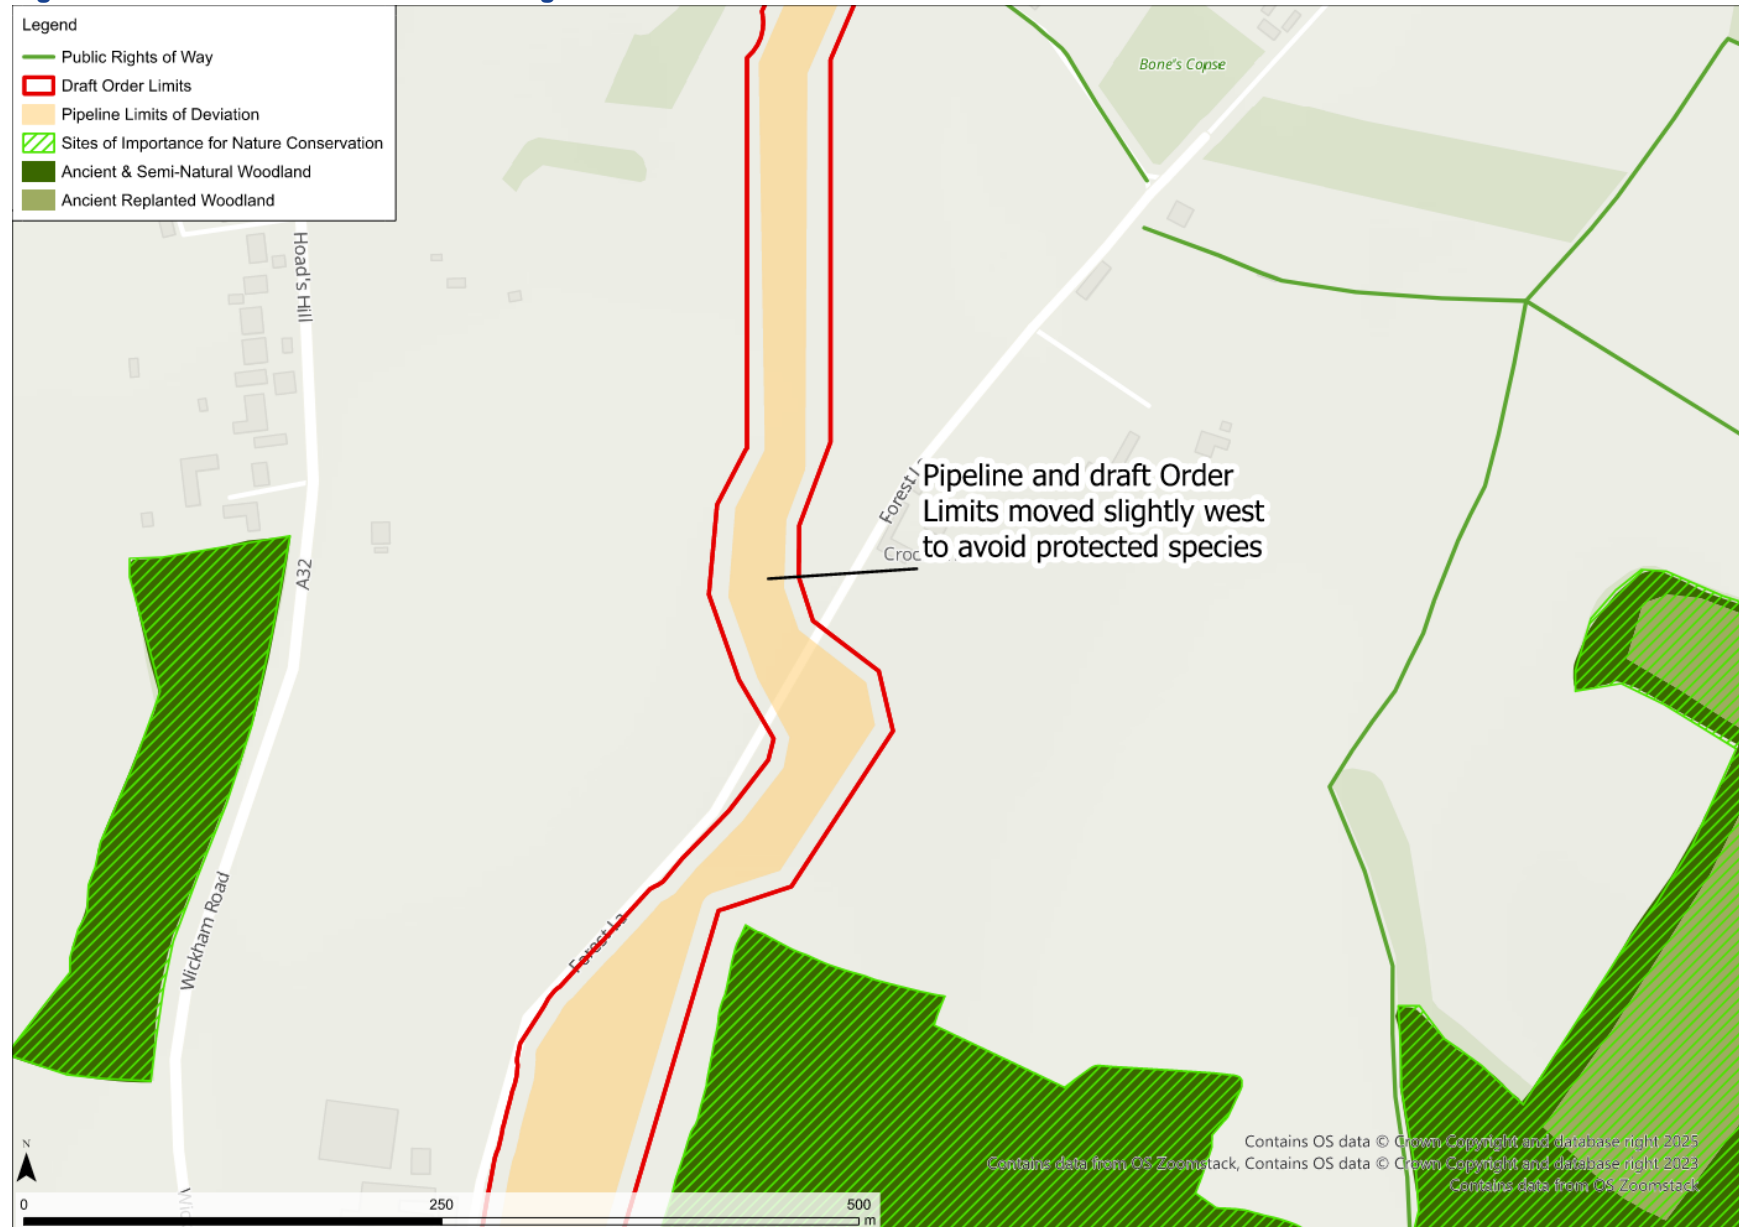 Legend
Public Rights of Way
Draft Order Limits
Pipeline Limits of Deviation
Sites of Importance for Nature Conservation
Ancient & Semi-Natural Woodland
Ancient Replanted Woodland
Bone's Copse
Hoad's Hill
A32
Wickham Road
Pipeline and draft Order
Limits moved slightly west
to avoid protected species
Forest La
N
0 250 500
m
Contains OS data © Crown Copyright and database right 2025
Contains data from OS Zoomstack, Contains OS data © Crown Copyright and database right 2023
Contains data from OS Zoomstack